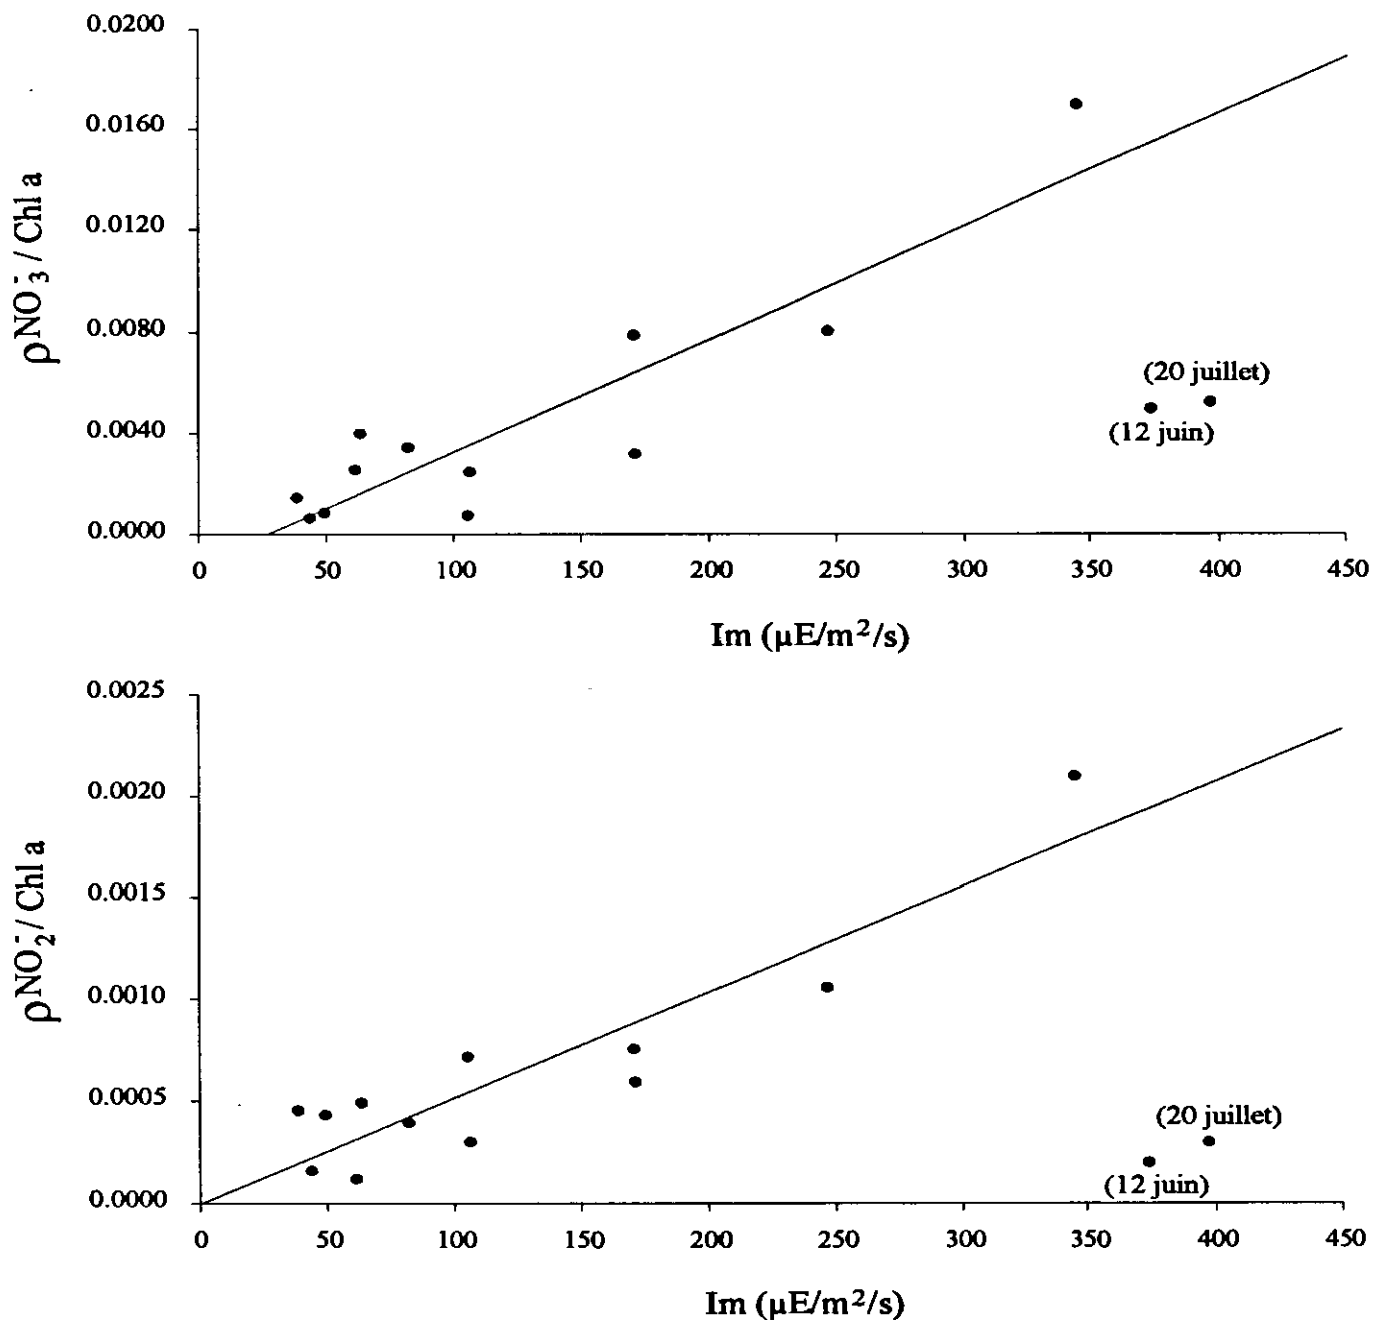 0.0200
0.0160
0.0120
0.0080
0.0040
0.0000
ρNO3- / Chl a
0 50 100 150 200 250 300 350 400 450
(20 juillet)
(12 juin)
Im (µE/m²/s)
0.0025
0.0020
0.0015
0.0010
0.0005
0.0000
ρNO2- / Chl a
0 50 100 150 200 250 300 350 400 450
(20 juillet)
(12 juin)
Im (µE/m²/s)